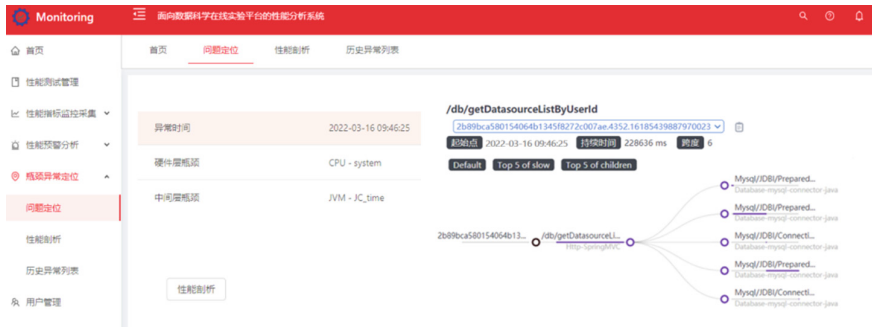 Monitoring
面向数据科学在线实验平台的性能分析系统
首页
性能测试管理
性能指标监控采集
性能预警分析
瓶颈异常定位
问题定位
性能剖析
历史异常列表
用户管理
首页
问题定位
性能剖析
历史异常列表
异常时间 2022-03-16 09:46:25
硬件层瓶颈 CPU - system
中间层瓶颈 JVM - JC_time
性能剖析
/db/getDatasourceListByUserId
2b89bca580154064b1345f8272c007ae.4352.16185439887970023
起始点 2022-03-16 09:46:25 持续时间 228636 ms 跨度 6
Default Top 5 of slow Top 5 of children
2b89bca580154064b13...
/db/getDatasourceLi...
Http-SpringMVC
Mysql/JDBI/Prepared...
Database-mysql-connector-java
Mysql/JDBI/Prepared...
Database-mysql-connector-java
Mysql/JDBI/Connecti...
Database-mysql-connector-java
Mysql/JDBI/Prepared...
Database-mysql-connector-java
Mysql/JDBI/Connecti...
Database-mysql-connector-java